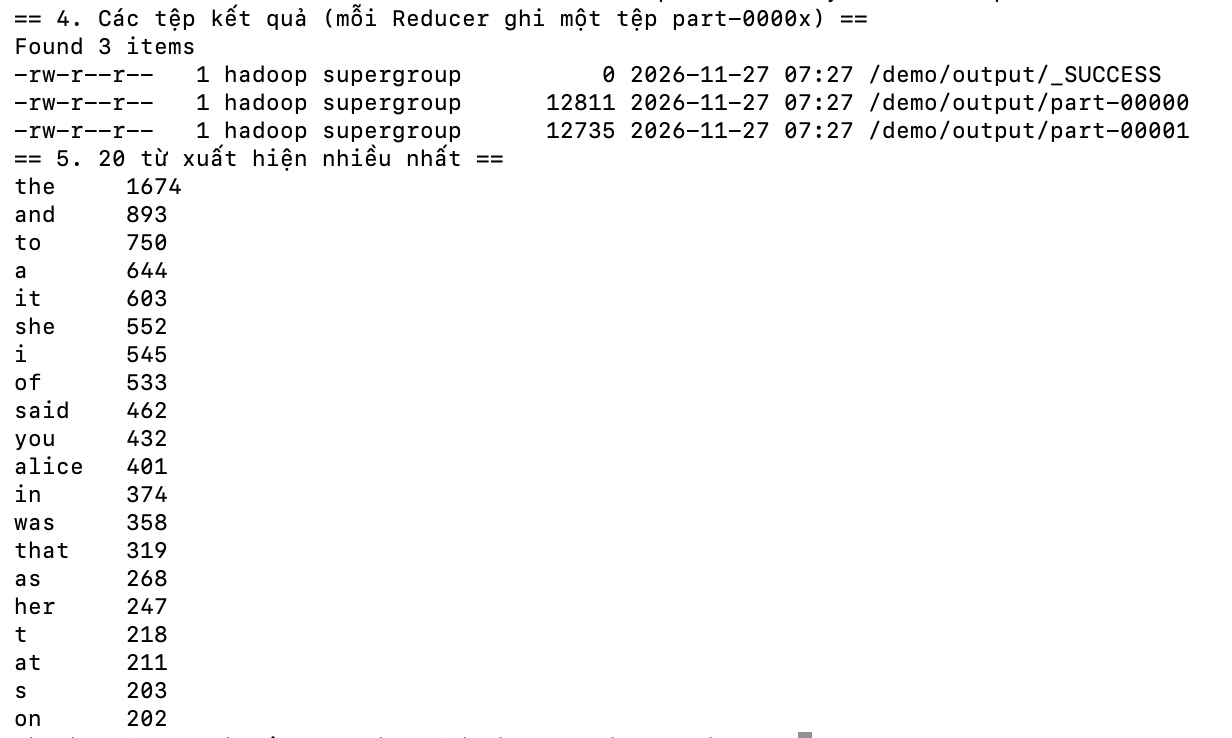 == 4. Các tệp kết quả (mỗi Reducer ghi một tệp part-0000x) ==
Found 3 items
-rw-r--r--   1 hadoop supergroup          0 2026-11-27 07:27 /demo/output/_SUCCESS
-rw-r--r--   1 hadoop supergroup      12811 2026-11-27 07:27 /demo/output/part-00000
-rw-r--r--   1 hadoop supergroup      12735 2026-11-27 07:27 /demo/output/part-00001
== 5. 20 từ xuất hiện nhiều nhất ==
the     1674
and     893
to      750
a       644
it      603
she     552
i       545
of      533
said    462
you     432
alice   401
in      374
was     358
that    319
as      268
her     247
t       218
at      211
s       203
on      202